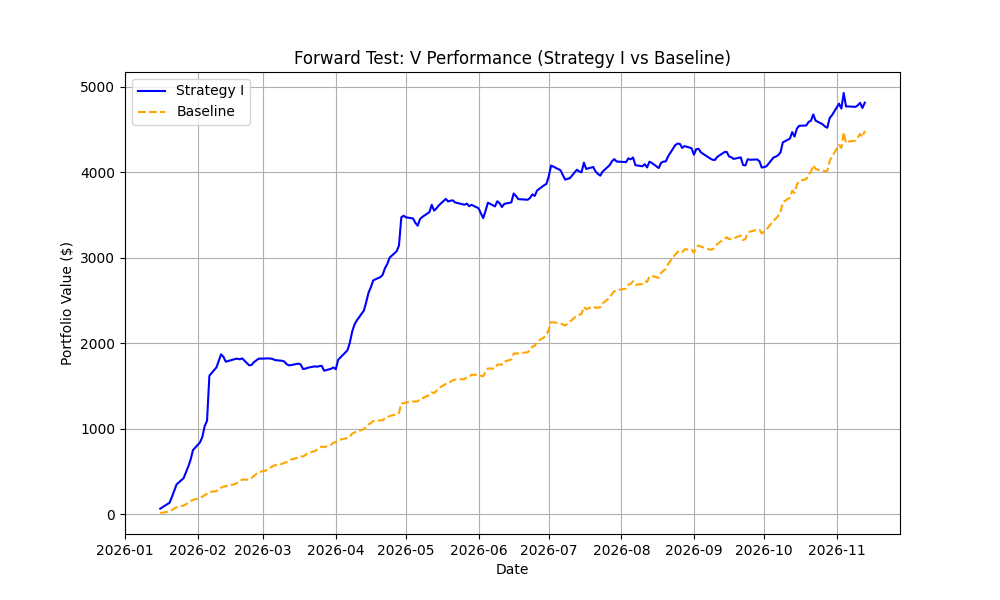 Forward Test: V Performance (Strategy I vs Baseline)
Strategy I
Baseline
Portfolio Value ($)
5000
4000
3000
2000
1000
0
2026-01 2026-02 2026-03 2026-04 2026-05 2026-06 2026-07 2026-08 2026-09 2026-10 2026-11
Date